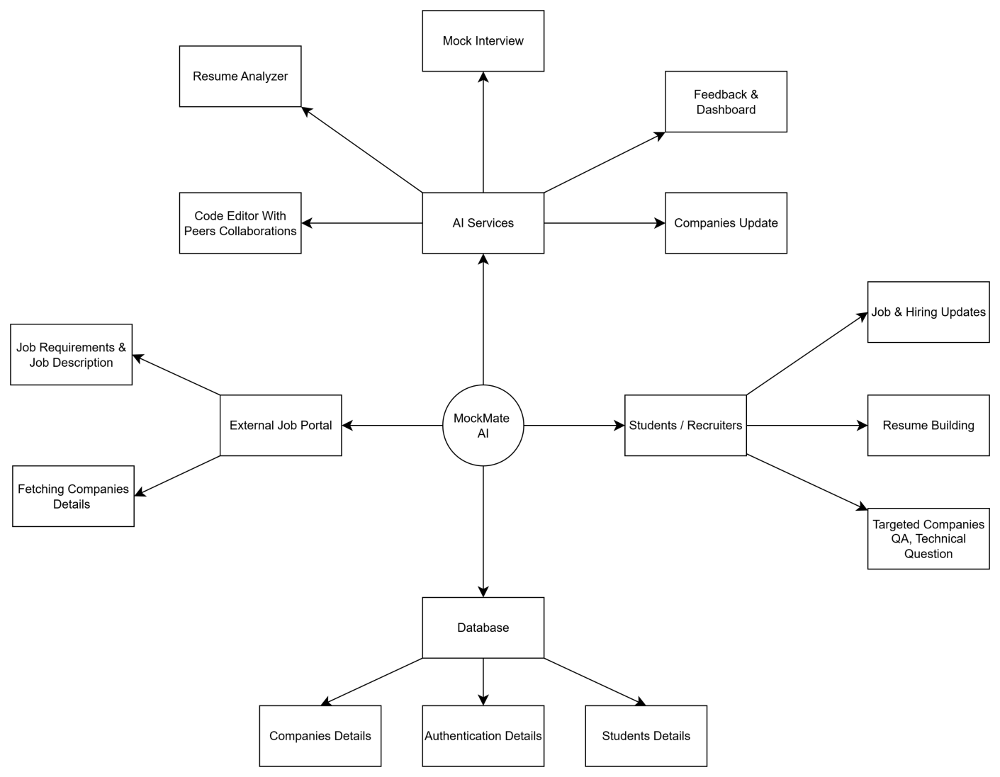 Mock Interview
Resume Analyzer
Feedback &
Dashboard
Code Editor With
Peers Collaborations
AI Services
Companies Update
Job & Hiring Updates
Job Requirements &
Job Description
External Job Portal
MockMate
AI
Students / Recruiters
Resume Building
Fetching Companies
Details
Targeted Companies
QA, Technical
Question
Database
Companies Details
Authentication Details
Students Details